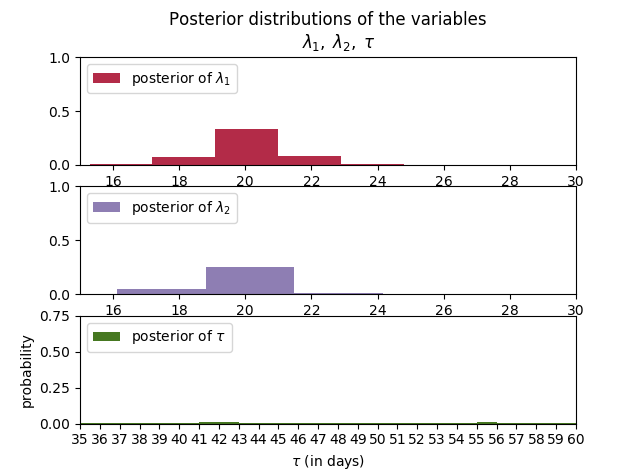 Posterior distributions of the variables
λ₁, λ₂, τ
1.0
posterior of λ₁
0.5
0.0
16 18 20 22 24 26 28 30
1.0
posterior of λ₂
0.5
0.0
16 18 20 22 24 26 28 30
0.75
posterior of τ
0.50
0.25
0.00
probability
35 36 37 38 39 40 41 42 43 44 45 46 47 48 49 50 51 52 53 54 55 56 57 58 59 60
τ (in days)